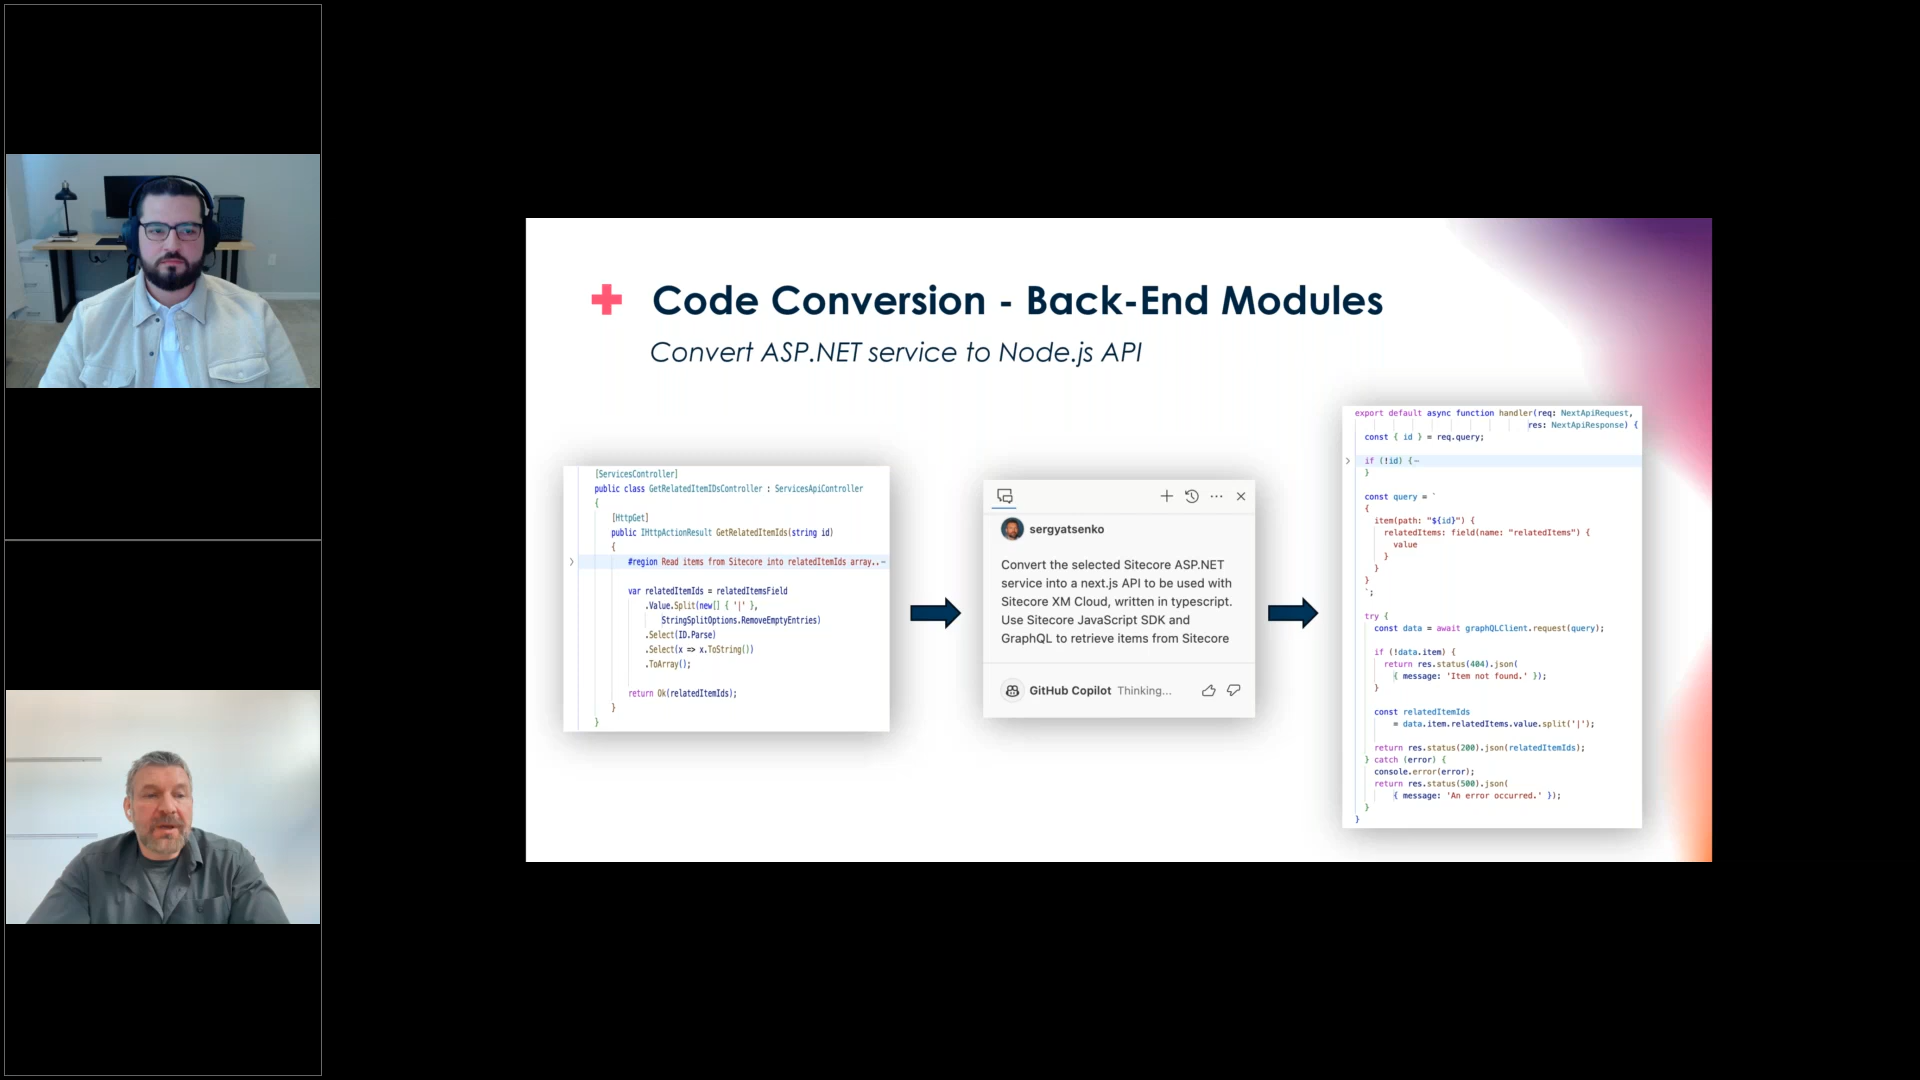 Code Conversion - Back-End Modules
Convert ASP.NET service to Node.js API
[ServicesController]
public class GetRelatedItemIDsController : ServicesApiController
{
[HttpGet]
public IHttpActionResult GetRelatedItemIds(string id)
{
#region Read items from Sitecore into relatedItemIds array..
var relatedItemIds = relatedItemsField
.Value.Split(new[] { '|' },
StringSplitOptions.RemoveEmptyEntries)
.Select(ID.Parse)
.Select(x => x.ToString())
.ToArray();
return Ok(relatedItemIds);
}
}
sergyatsenko
Convert the selected Sitecore ASP.NET
service into a next.js API to be used with
Sitecore XM Cloud, written in typescript.
Use Sitecore JavaScript SDK and
GraphQL to retrieve items from Sitecore
GitHub Copilot Thinking...
export default async function handler(req: NextApiRequest,
res: NextApiResponse) {
const { id } = req.query;
if (!id) {
}
const query = `
{
item(path: "${id}") {
relatedItems: field(name: "relatedItems") {
value
}
}
}
`;
try {
const data = await graphQLClient.request(query);
if (!data.item) {
return res.status(404).json(
{ message: 'Item not found.' });
}
const relatedItemIds
= data.item.relatedItems.value.split('|');
return res.status(200).json(relatedItemIds);
} catch (error) {
console.error(error);
return res.status(500).json(
{ message: 'An error occurred.' });
}
}